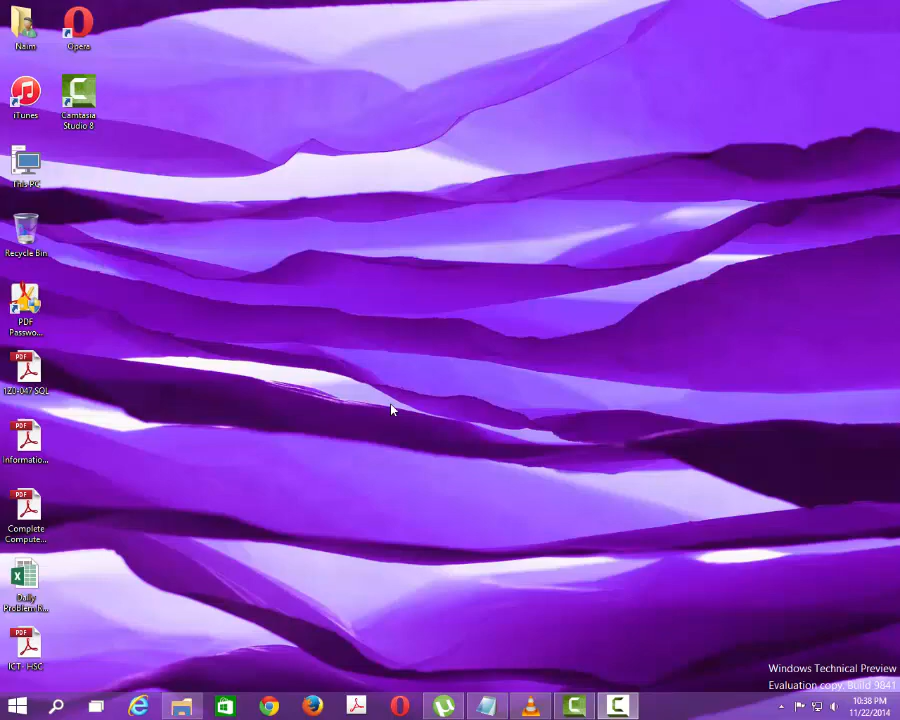 Naim
Opera
iTunes
Camtasia
Studio 8
This PC
Recycle Bin
PDF
Passwo...
1Z0-047 SQL
Informatio...
Complete
Compute...
Daily
Problem R...
ICT- HSC
Windows Technical Preview
Evaluation copy. Build 9841
10:38 PM
11/22/2014